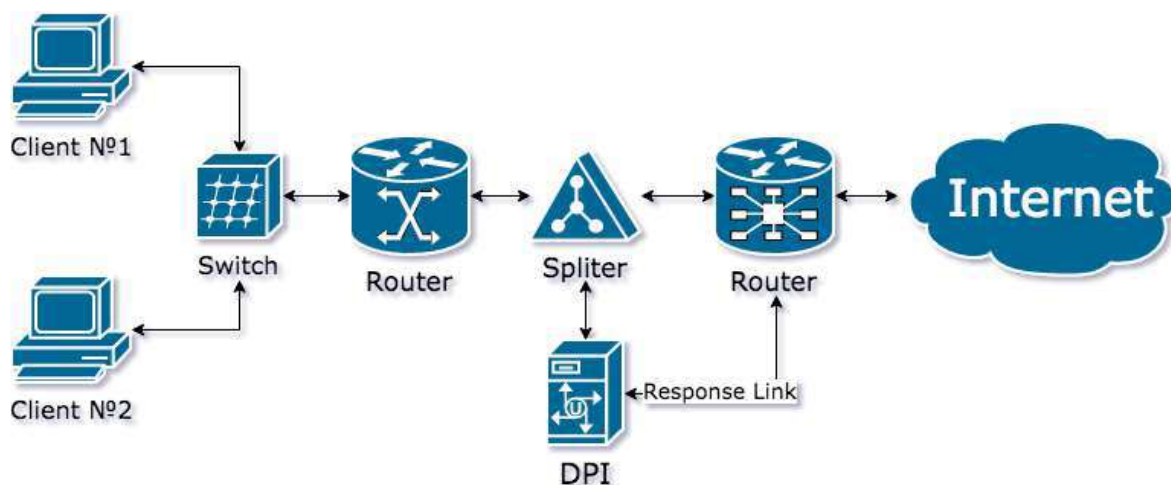 Client №1
Switch
Router
Spliter
Router
Internet
Client №2
Response Link
DPI